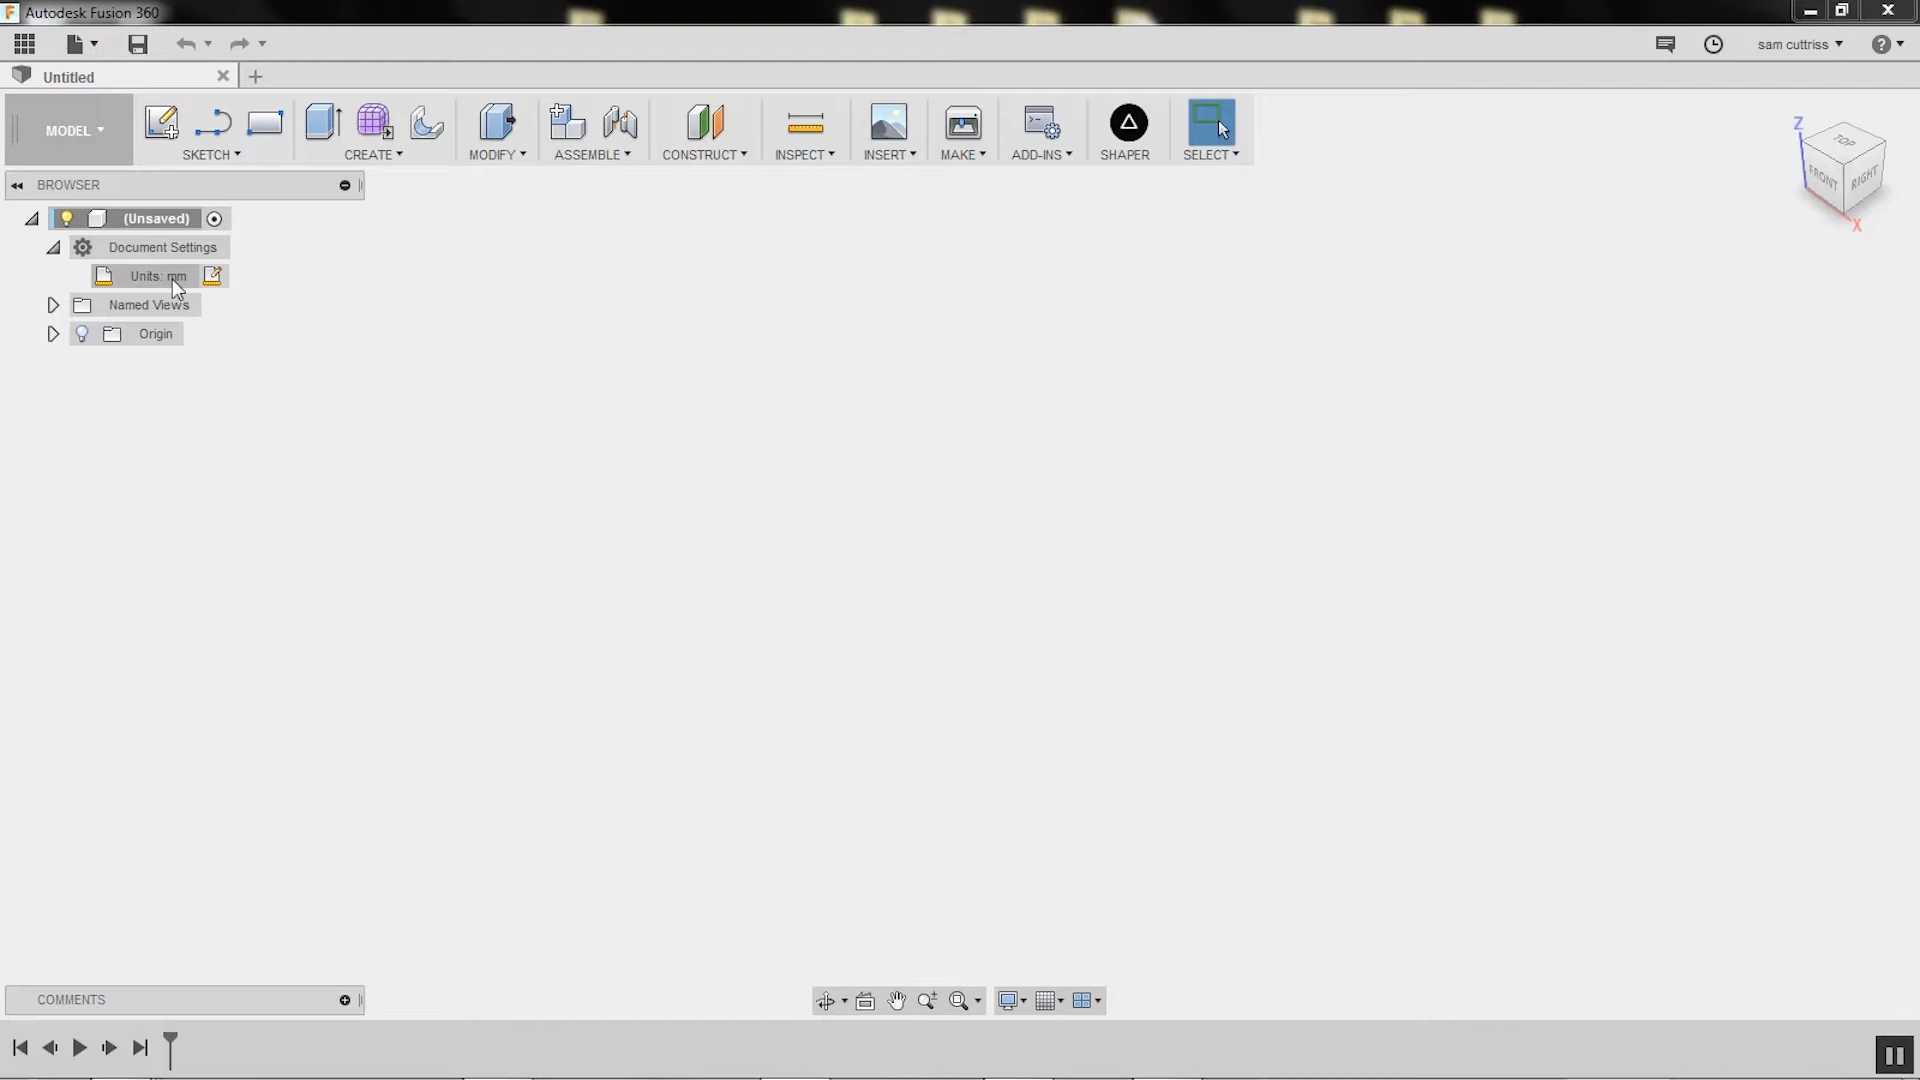 Autodesk Fusion 360
sam cuttriss
Untitled
MODEL
SKETCH
CREATE
MODIFY
ASSEMBLE
CONSTRUCT
INSPECT
INSERT
MAKE
ADD-INS
SHAPER
SELECT
Z
TOP
FRONT
RIGHT
X
BROWSER
(Unsaved)
Document Settings
Units: mm
Named Views
Origin
COMMENTS